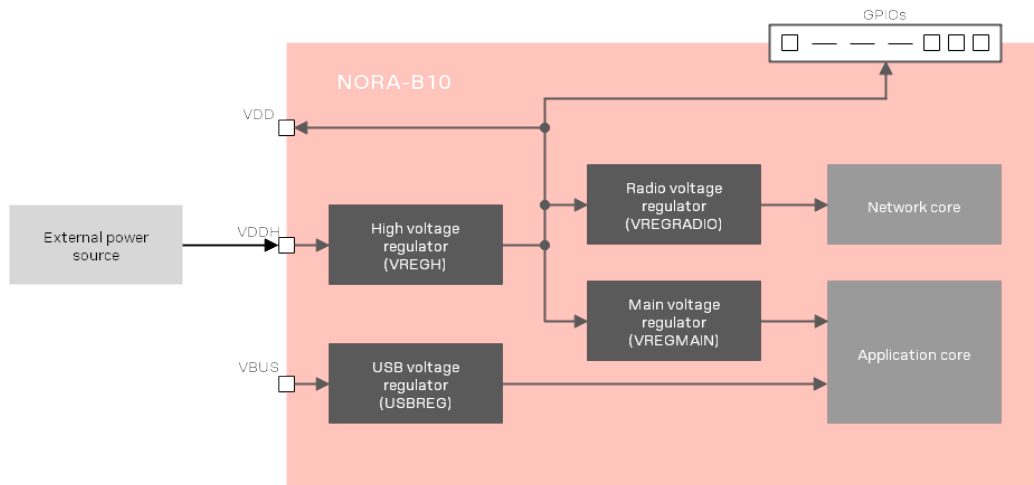 GPIOs
NORA-B10
VDD
Radio voltage
regulator
(VREGRADIO)
Network core
External power
source
VDDH
High voltage
regulator
(VREGH)
Main voltage
regulator
(VREGMAIN)
Application core
VBUS
USB voltage
regulator
(USBREG)